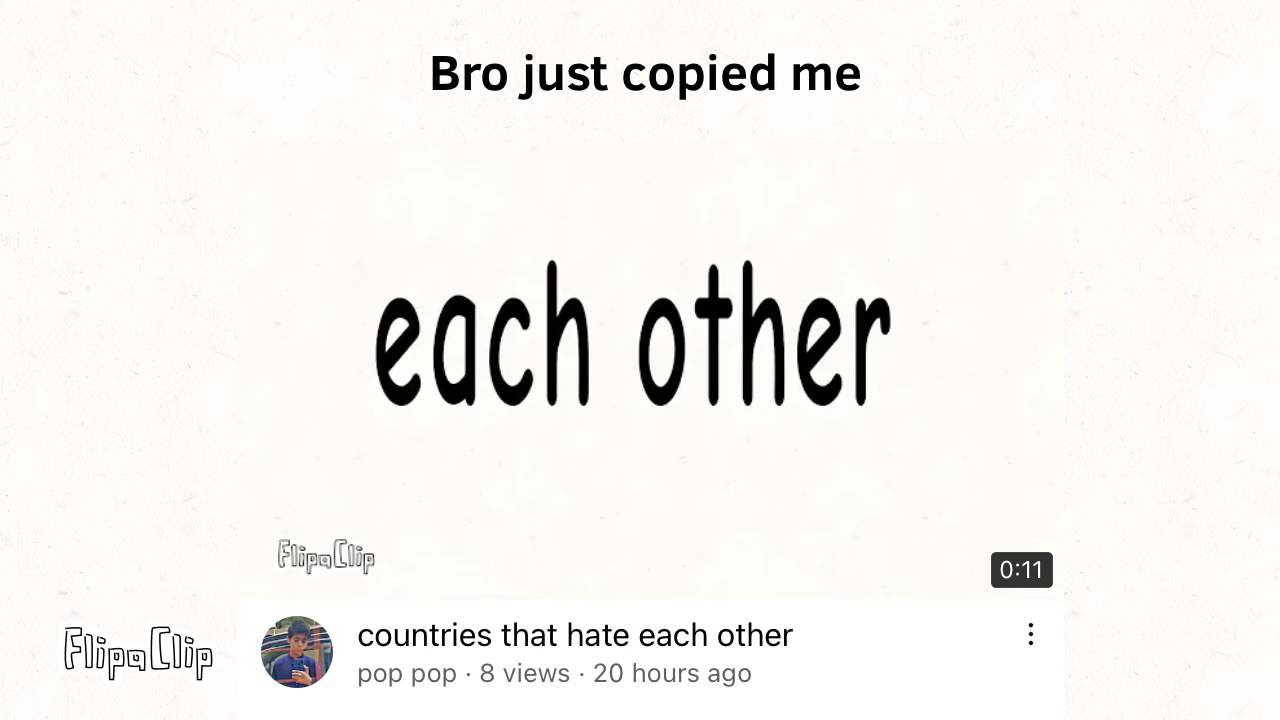 Bro just copied me
each other
FlipaClip
0:11
countries that hate each other
pop pop · 8 views · 20 hours ago
FlipaClip